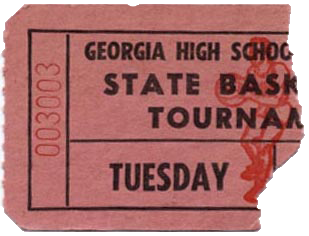 003003
GEORGIA HIGH SCHOO
STATE BASK
TOURNAM
TUESDAY